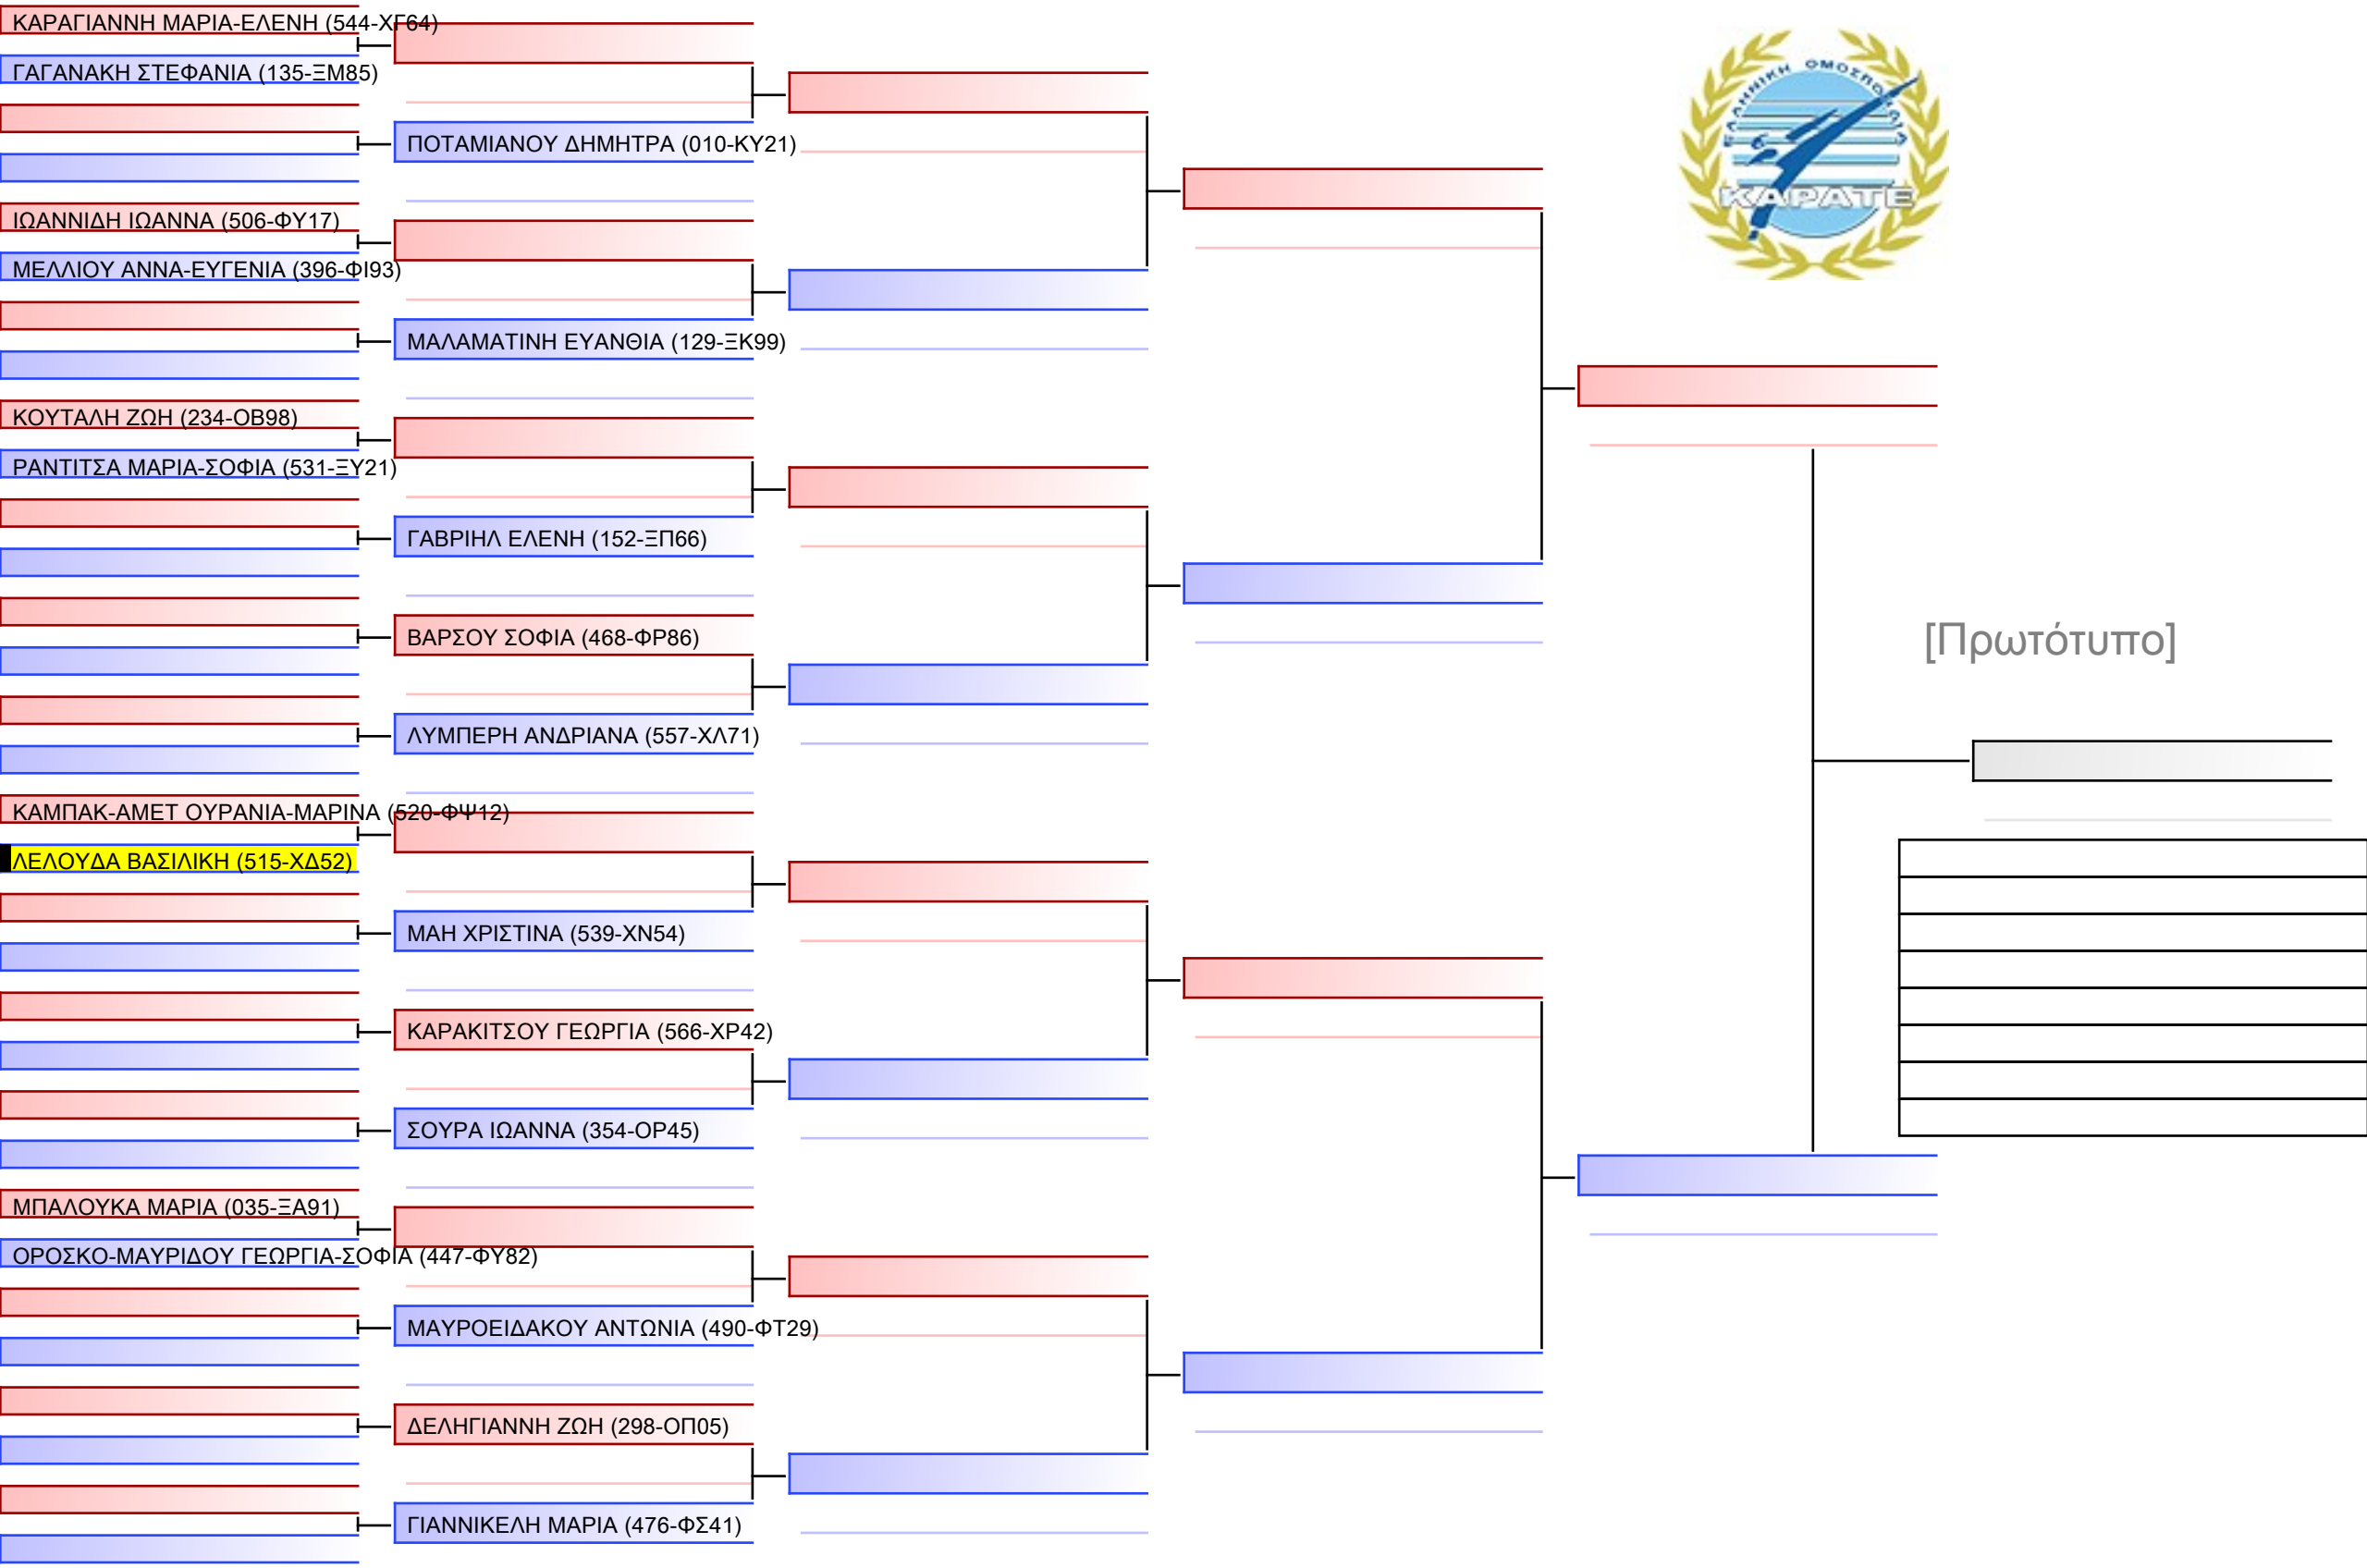 ΚΑΡΑΓΙΑΝΝΗ ΜΑΡΙΑ-ΕΛΕΝΗ (544-ΧΓ64)
ΓΑΓΑΝΑΚΗ ΣΤΕΦΑΝΙΑ (135-ΞΜ85)
ΠΟΤΑΜΙΑΝΟΥ ΔΗΜΗΤΡΑ (010-ΚΥ21)
ΙΩΑΝΝΙΔΗ ΙΩΑΝΝΑ (506-ΦΥ17)
ΜΕΛΛΙΟΥ ΑΝΝΑ-ΕΥΓΕΝΙΑ (396-ΦΙ93)
ΜΑΛΑΜΑΤΙΝΗ ΕΥΑΝΘΙΑ (129-ΞΚ99)
ΚΟΥΤΑΛΗ ΖΩΗ (234-ΟΒ98)
ΡΑΝΤΙΤΣΑ ΜΑΡΙΑ-ΣΟΦΙΑ (531-ΞΥ21)
ΓΑΒΡΙΗΛ ΕΛΕΝΗ (152-ΞΠ66)
ΒΑΡΣΟΥ ΣΟΦΙΑ (468-ΦΡ86)
ΛΥΜΠΕΡΗ ΑΝΔΡΙΑΝΑ (557-ΧΛ71)
ΚΑΜΠΑΚ-ΑΜΕΤ ΟΥΡΑΝΙΑ-ΜΑΡΙΝΑ (520-ΦΨ12)
ΛΕΛΟΥΔΑ ΒΑΣΙΛΙΚΗ (515-ΧΔ52)
ΜΑΗ ΧΡΙΣΤΙΝΑ (539-ΧΝ54)
ΚΑΡΑΚΙΤΣΟΥ ΓΕΩΡΓΙΑ (566-ΧΡ42)
ΣΟΥΡΑ ΙΩΑΝΝΑ (354-ΟΡ45)
ΜΠΑΛΟΥΚΑ ΜΑΡΙΑ (035-ΞΑ91)
ΟΡΟΣΚΟ-ΜΑΥΡΙΔΟΥ ΓΕΩΡΓΙΑ-ΣΟΦΙΑ (447-ΦΥ82)
ΜΑΥΡΟΕΙΔΑΚΟΥ ΑΝΤΩΝΙΑ (490-ΦΤ29)
ΔΕΛΗΓΙΑΝΝΗ ΖΩΗ (298-ΟΠ05)
ΓΙΑΝΝΙΚΕΛΗ ΜΑΡΙΑ (476-ΦΣ41)
ΕΛΛΗΝΙΚΗ ΟΜΟΣΠΟΝΔΙΑ
ΚΑΡΑΤΕ
[Πρωτότυπο]